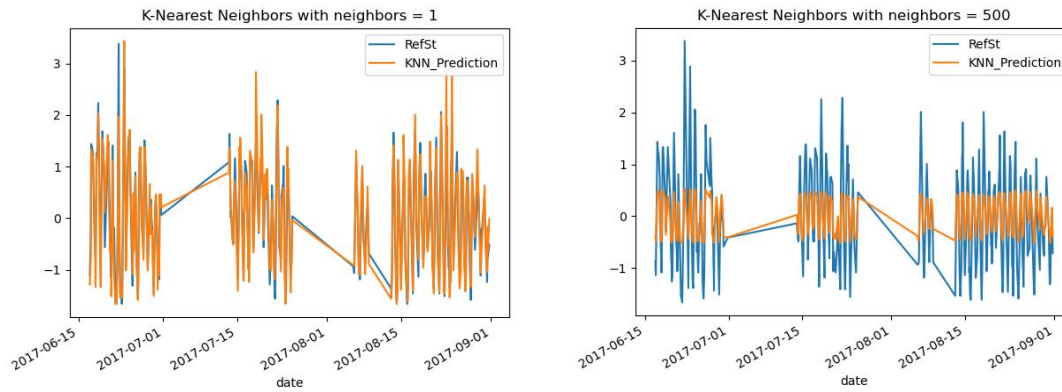 K-Nearest Neighbors with neighbors = 1
RefSt
KNN_Prediction
3
2
1
0
−1
2017-06-15
2017-07-01
2017-07-15
2017-08-01
2017-08-15
2017-09-01
date
K-Nearest Neighbors with neighbors = 500
RefSt
KNN_Prediction
3
2
1
0
−1
2017-06-15
2017-07-01
2017-07-15
2017-08-01
2017-08-15
2017-09-01
date